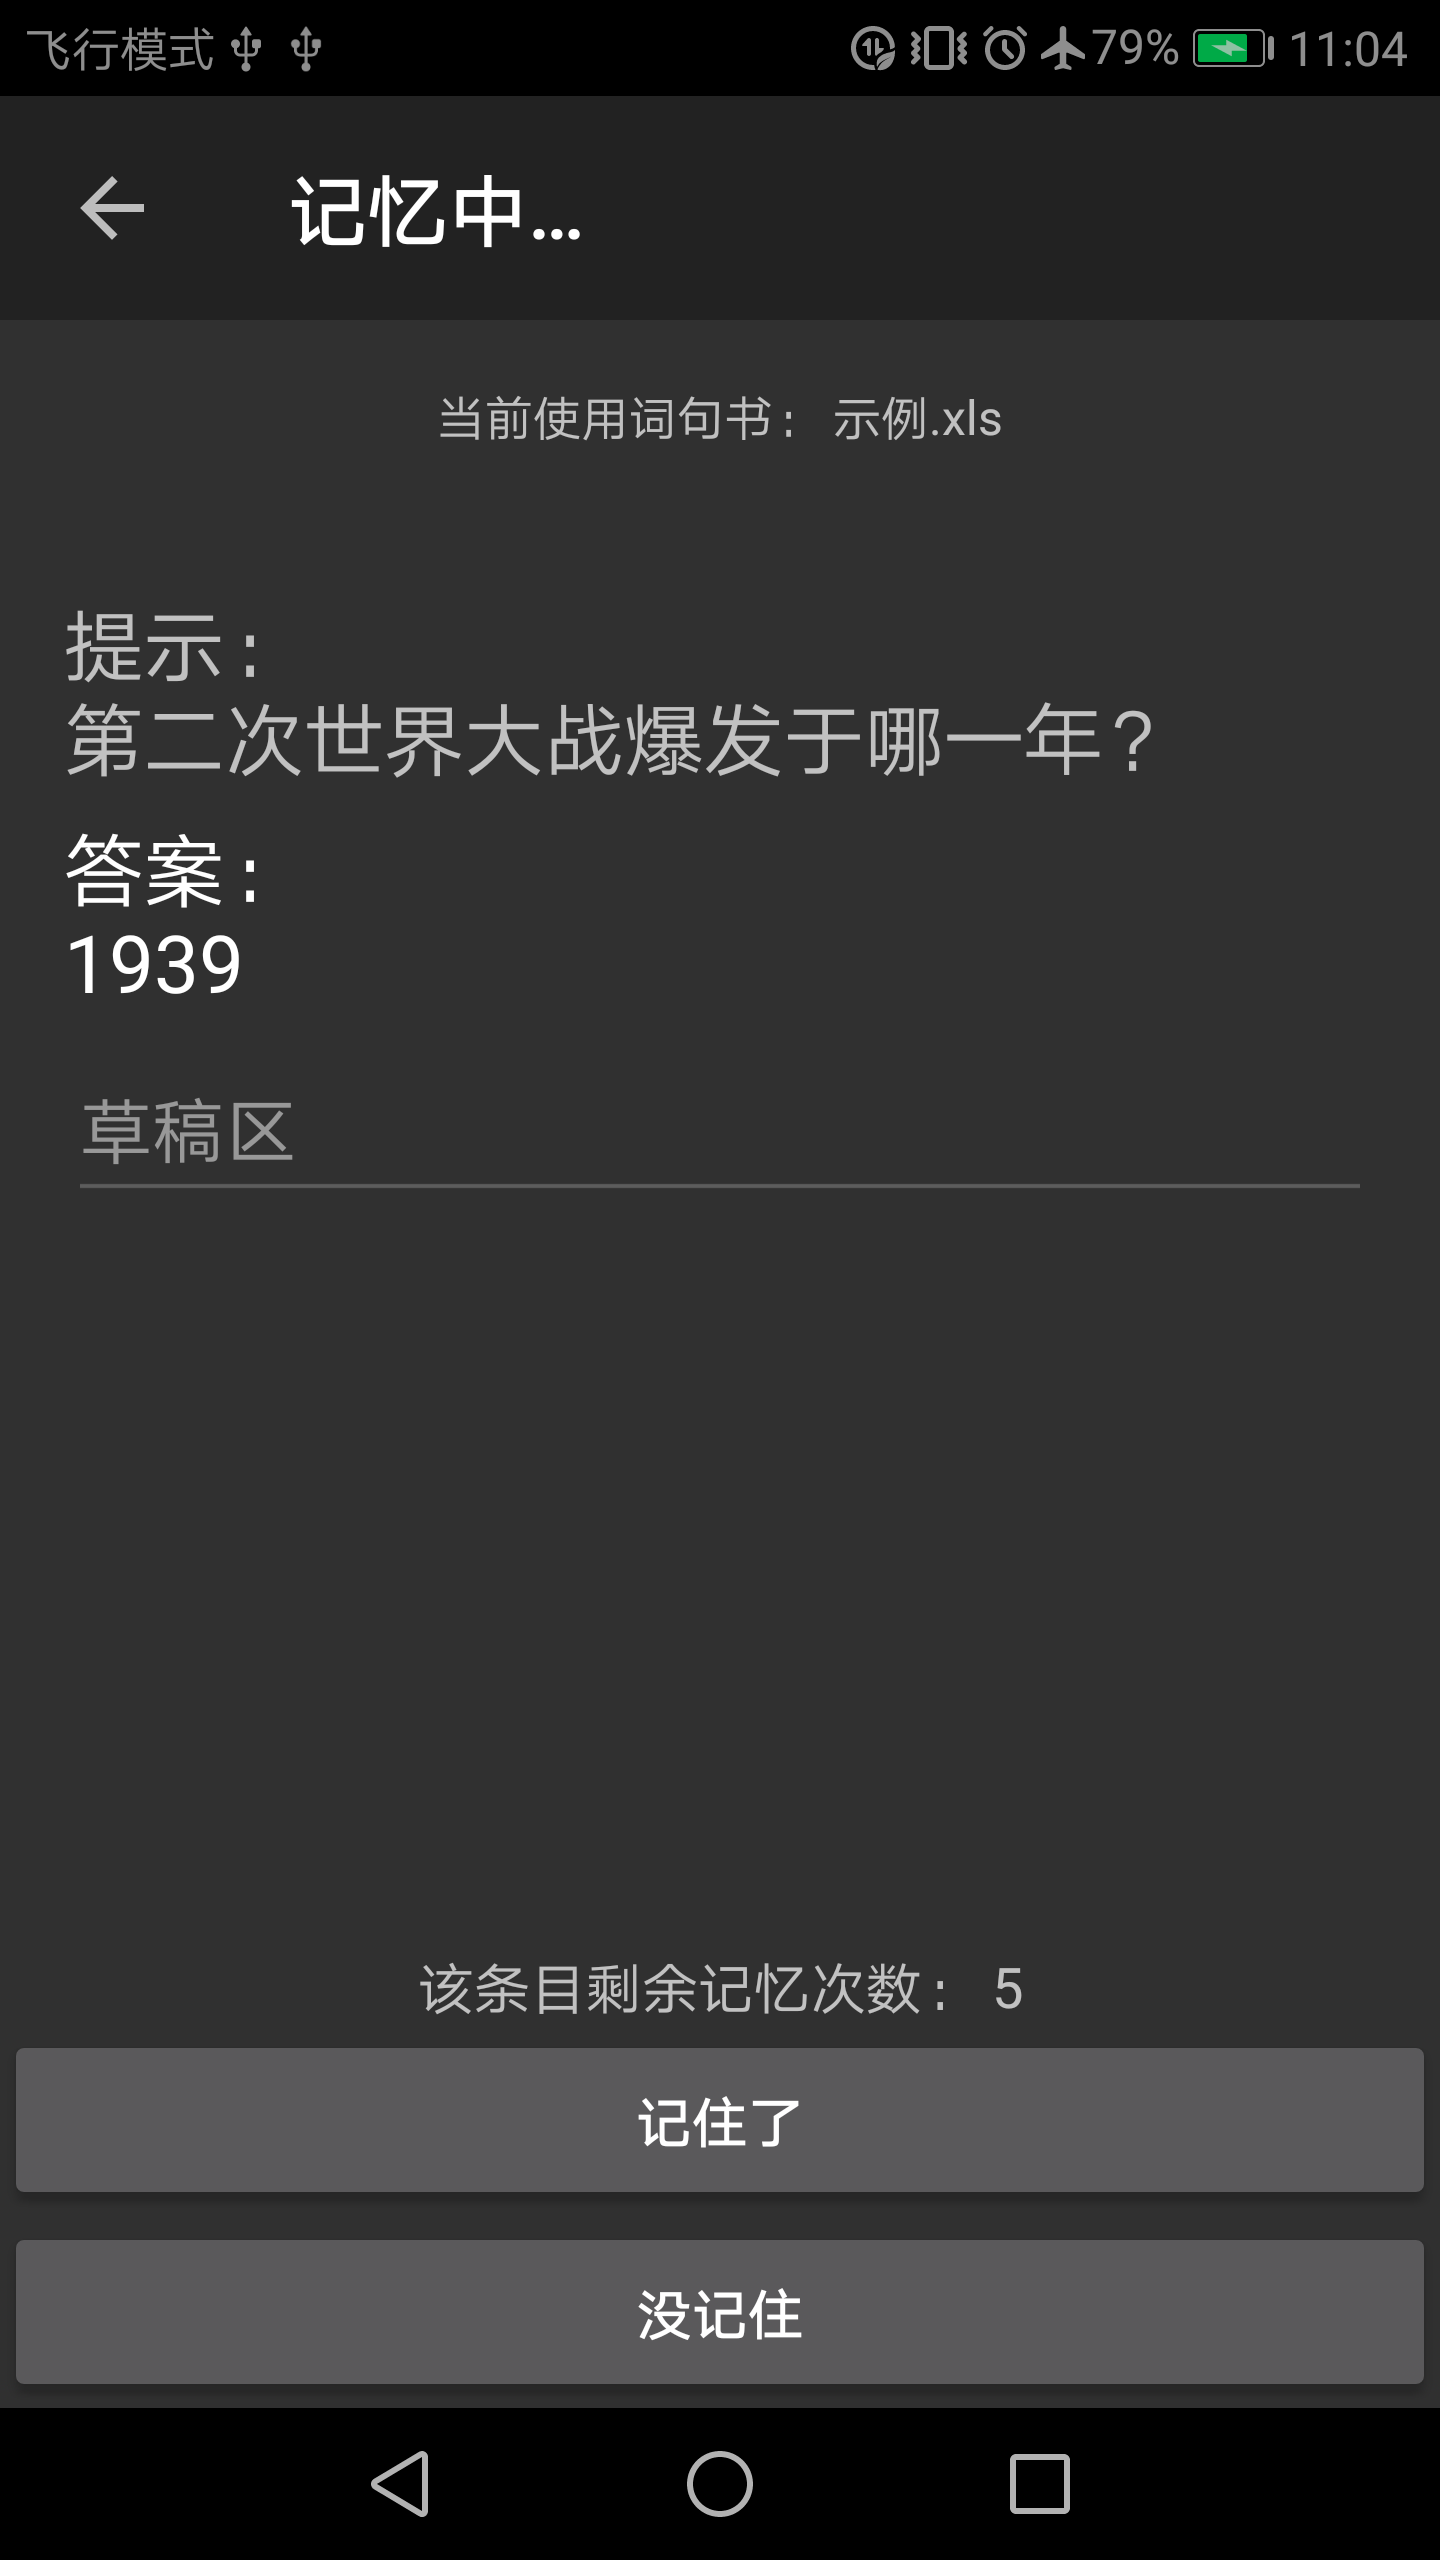 飞行模式 79% 11:04
记忆中...
当前使用词句书： 示例.xls
提示：
第二次世界大战爆发于哪一年？
答案：
1939
草稿区
该条目剩余记忆次数： 5
记住了
没记住